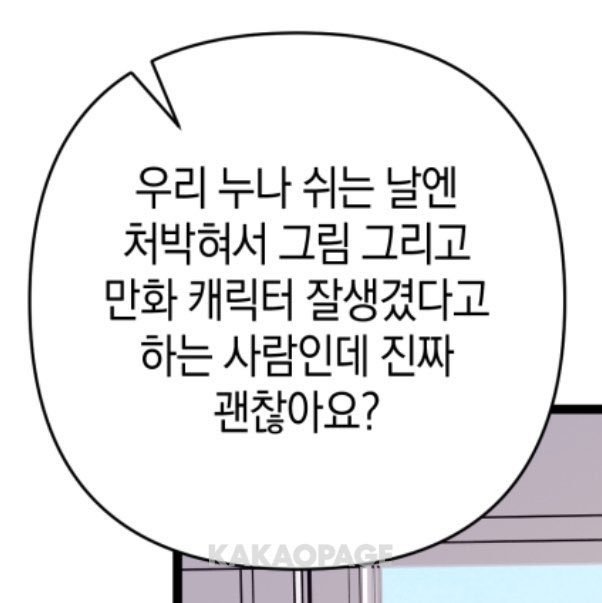 우리 누나 쉬는 날엔
처박혀서 그림 그리고
만화 캐릭터 잘생겼다고
하는 사람인데 진짜
괜찮아요?
KAKAOPAGE